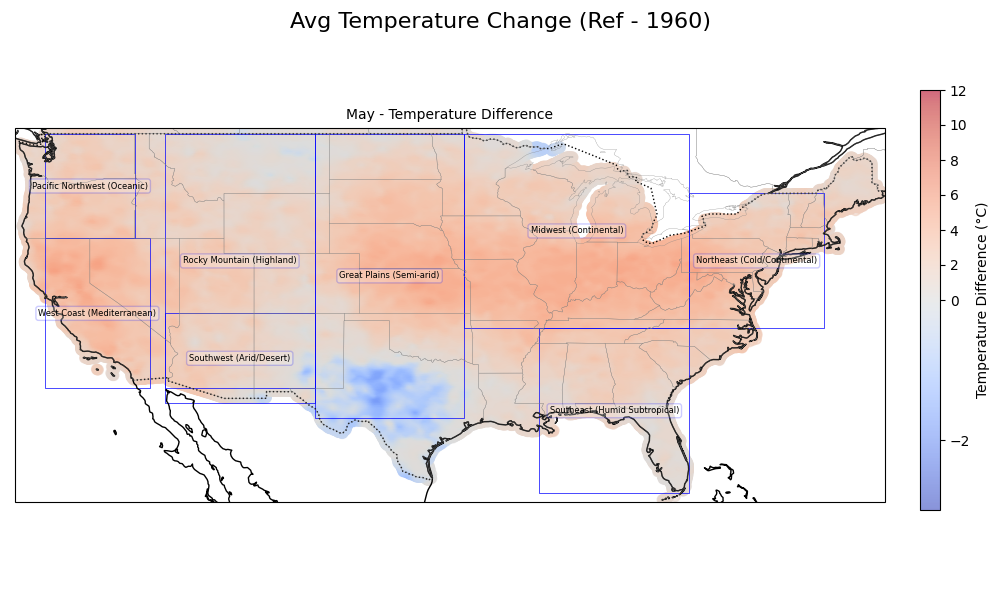 Avg Temperature Change (Ref - 1960)
May - Temperature Difference
Pacific Northwest (Oceanic)
Midwest (Continental)
Rocky Mountain (Highland)
Northeast (Cold/Continental)
Great Plains (Semi-arid)
West Coast (Mediterranean)
Southwest (Arid/Desert)
Southeast (Humid Subtropical)
12
10
8
6
4
2
0
−2
Temperature Difference (°C)